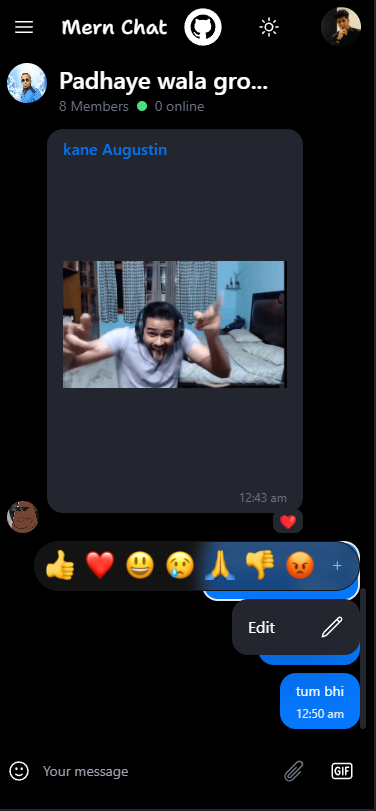 Mern Chat
Padhaye wala gro...
8 Members 0 online
kane Augustin
12:43 am
Edit
tum bhi
12:50 am
Your message
GIF